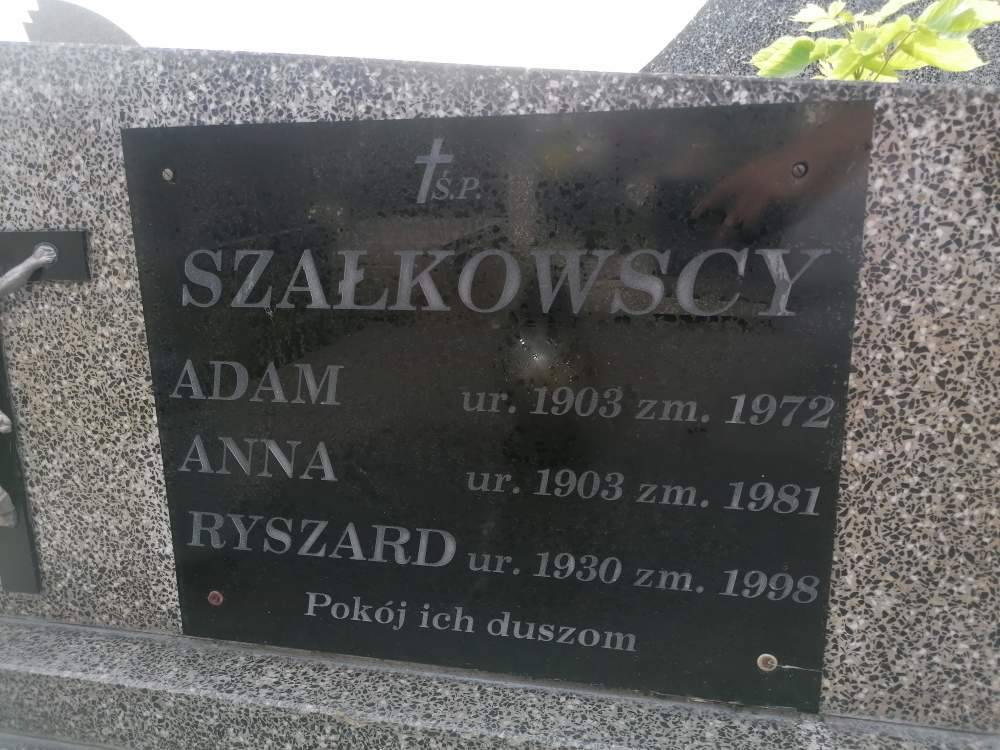 Ś.P.
SZAŁKOWSCY
ADAM ur. 1903 zm. 1972
ANNA ur. 1903 zm. 1981
RYSZARD ur. 1930 zm. 1998
Pokój ich duszom